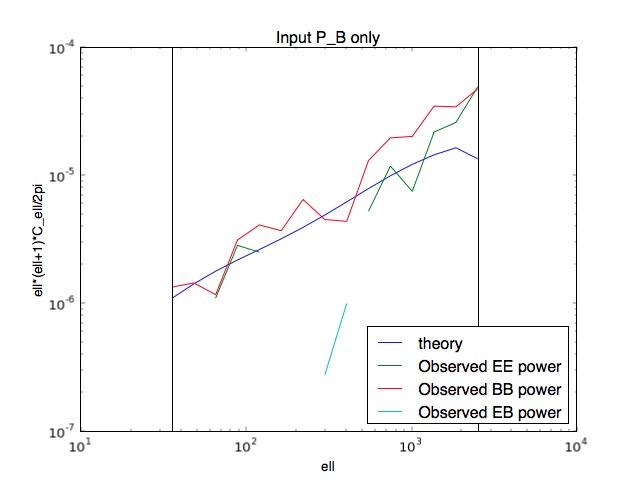 Input P_B only
10^-4
10^-5
10^-6
10^-7
ell*(ell+1)*C_ell/2pi
theory
Observed EE power
Observed BB power
Observed EB power
10^1
10^2
10^3
10^4
ell